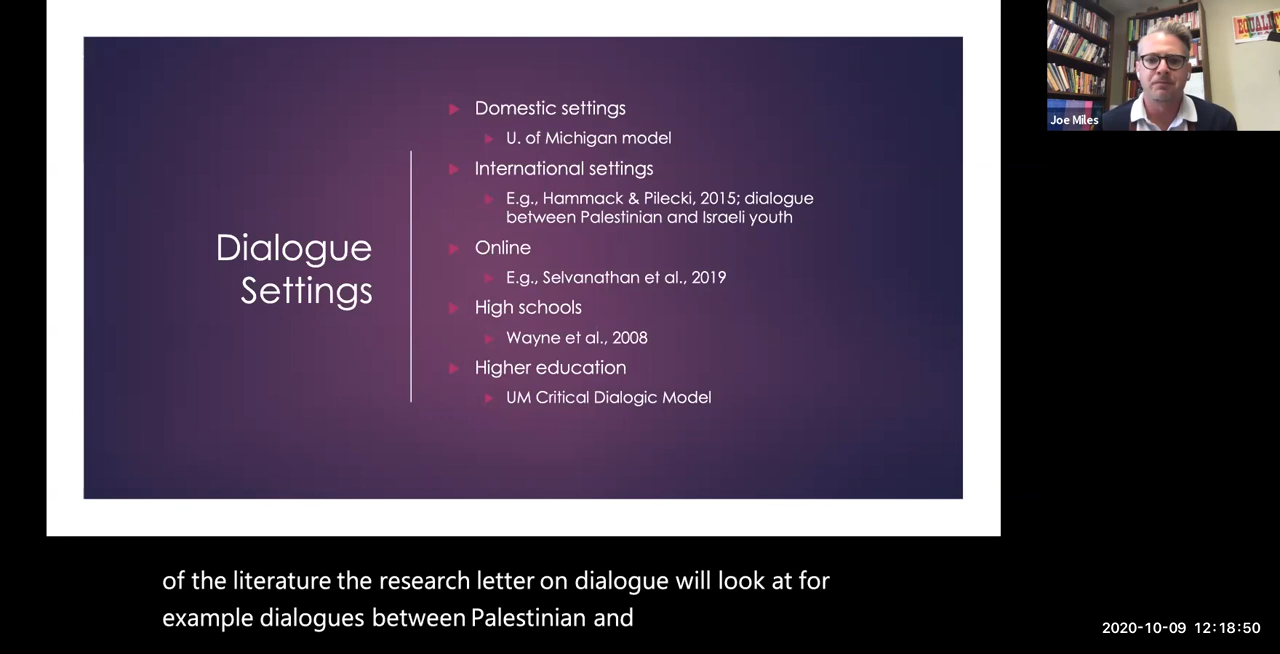 Dialogue
Settings
Domestic settings
U. of Michigan model
International settings
E.g., Hammack & Pilecki, 2015; dialogue
between Palestinian and Israeli youth
Online
E.g., Selvanathan et al., 2019
High schools
Wayne et al., 2008
Higher education
UM Critical Dialogic Model
Joe Miles
of the literature the research letter on dialogue will look at for
example dialogues between Palestinian and
2020-10-09 12:18:50